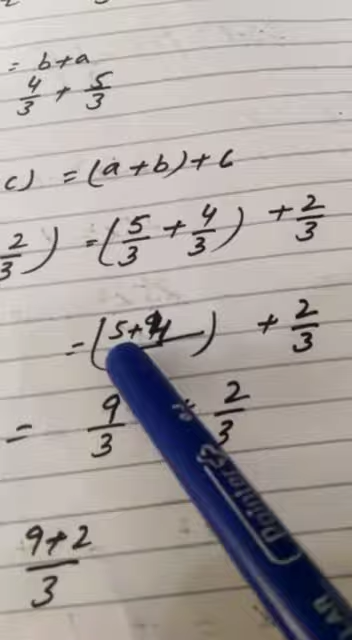 = b+a
4/3 + 5/3
c) = (a+b)+c
2/3) = (5/3 + 4/3) + 2/3
= (5+4/ ) + 2/3
= 9/3 + 2/3
9+2/3
Pointer